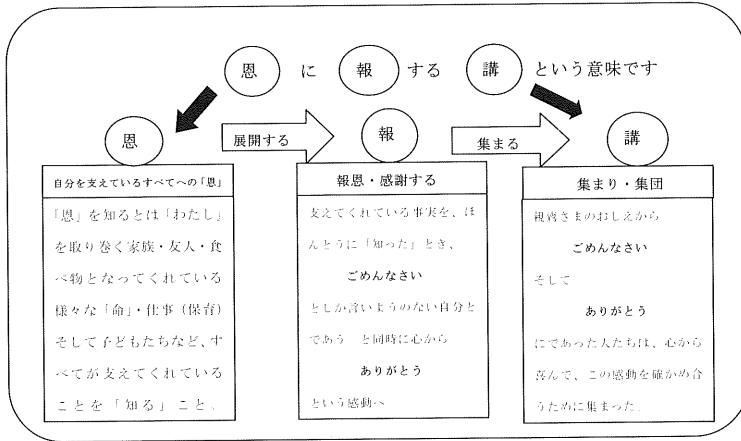 恩 に 報 する 講 という意味です
恩
展開する
報
集まる
講
自分を支えているすべてへの「恩」
「恩」を知るとは「わたし」
を取り巻く家族・友人・食
べ物となってくれている
様々な「命」・仕事（保育）
そして子どもたちなど、す
べてが支えてくれている
ことを「知る」こと、
報恩・感謝する
支えてくれている事実を、ほ
んとうに「知った」とき、
ごめんなさい
としか言いようのない自分と
であう　と同時に心から
ありがとう
という感動へ
集まり・集団
親鸞さまのおしえから
ごめんなさい
そして
ありがとう
にであった人たちは、心から
喜んで、この感動を確かめ合
うために集まった.